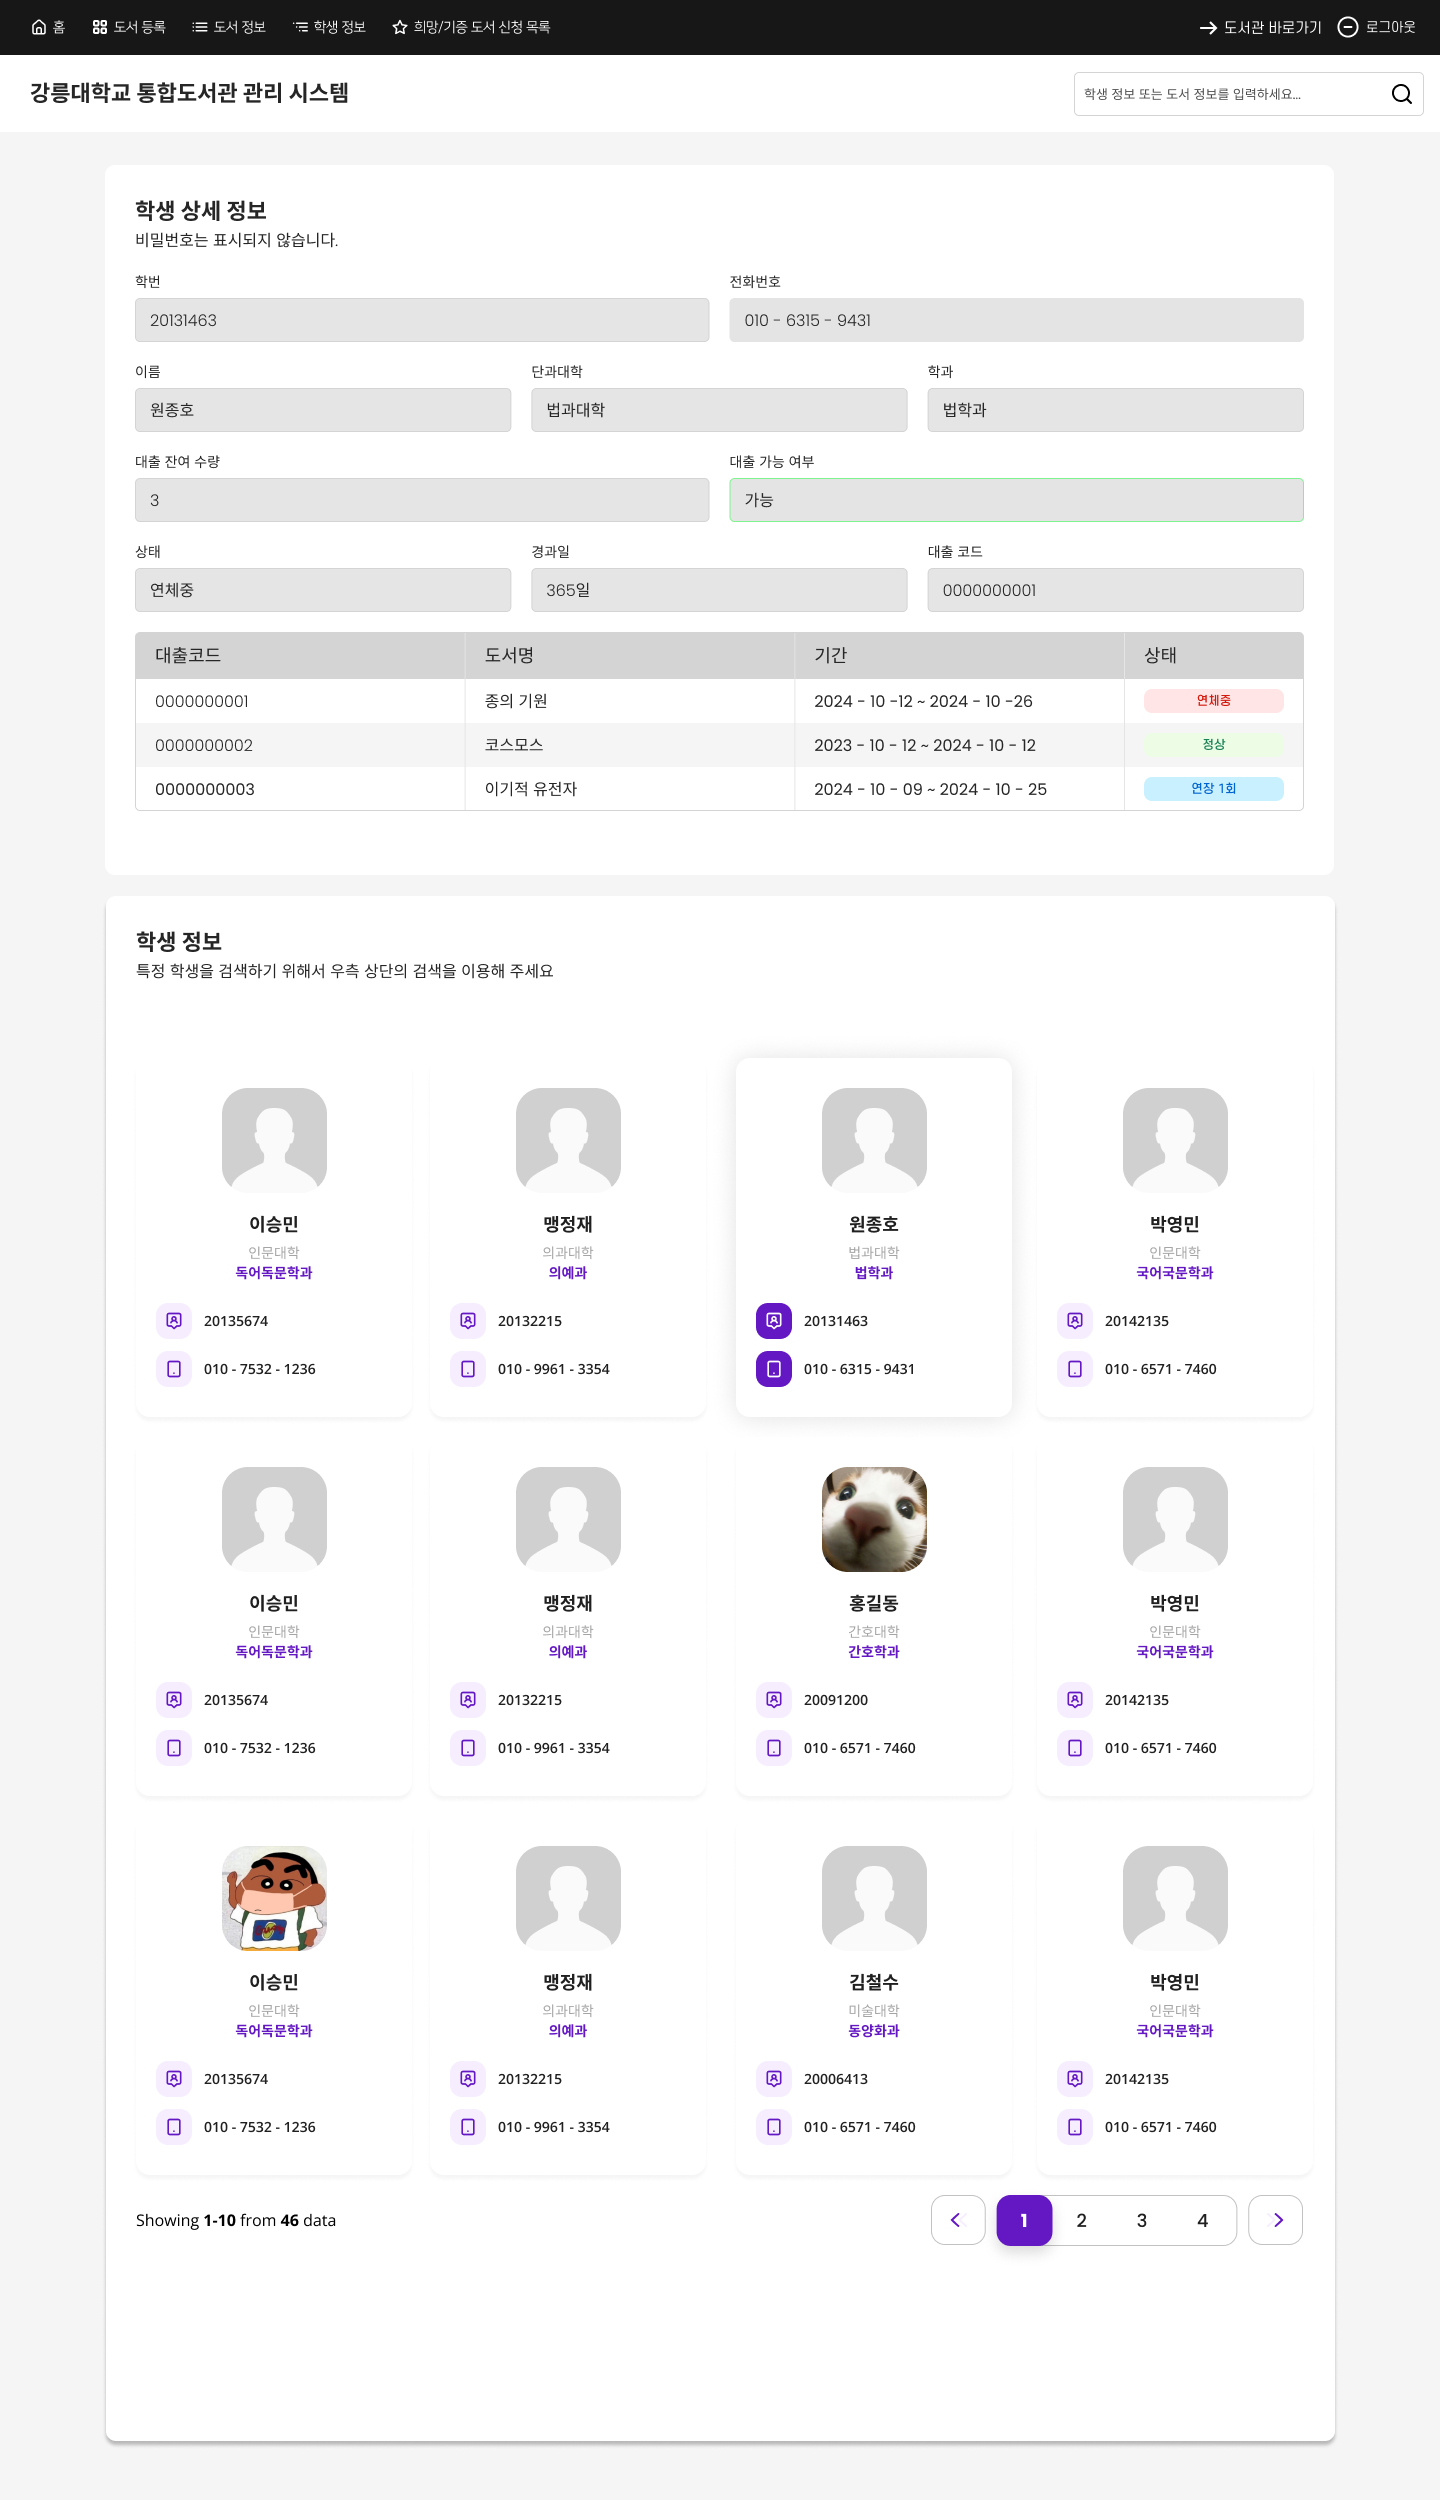 홈 도서 등록 도서 정보 학생 정보 희망/기증 도서 신청 목록 도서관 바로가기 로그아웃
강릉대학교 통합도서관 관리 시스템 학생 정보 또는 도서 정보를 입력하세요...
학생 상세 정보
비밀번호는 표시되지 않습니다.
학번 전화번호
20131463 010 - 6315 - 9431
이름 단과대학 학과
원종호 법과대학 법학과
대출 잔여 수량 대출 가능 여부
3 가능
상태 경과일 대출 코드
연체중 365일 0000000001
대출코드 도서명 기간 상태
0000000001 종의 기원 2024 - 10 -12 ~ 2024 - 10 -26 연체중
0000000002 코스모스 2023 - 10 - 12 ~ 2024 - 10 - 12 정상
0000000003 이기적 유전자 2024 - 10 - 09 ~ 2024 - 10 - 25 연장 1회
학생 정보
특정 학생을 검색하기 위해서 우측 상단의 검색을 이용해 주세요
이승민 맹정재 원종호 박영민
인문대학 의과대학 법과대학 인문대학
독어독문학과 의예과 법학과 국어국문학과
20135674 20132215 20131463 20142135
010 - 7532 - 1236 010 - 9961 - 3354 010 - 6315 - 9431 010 - 6571 - 7460
이승민 맹정재 홍길동 박영민
인문대학 의과대학 간호대학 인문대학
독어독문학과 의예과 간호학과 국어국문학과
20135674 20132215 20091200 20142135
010 - 7532 - 1236 010 - 9961 - 3354 010 - 6571 - 7460 010 - 6571 - 7460
이승민 맹정재 김철수 박영민
인문대학 의과대학 미술대학 인문대학
독어독문학과 의예과 동양화과 국어국문학과
20135674 20132215 20006413 20142135
010 - 7532 - 1236 010 - 9961 - 3354 010 - 6571 - 7460 010 - 6571 - 7460
Showing 1-10 from 46 data 1 2 3 4